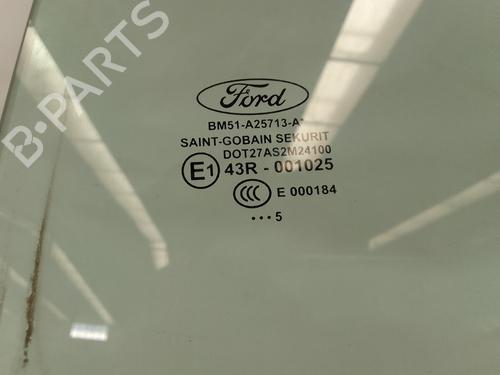 B-PARTS
Ford
BM51-A25713-A*
SAINT-GOBAIN SEKURIT
DOT27AS2M24100
E1 43R - 001025
CCC E 000184
•••5